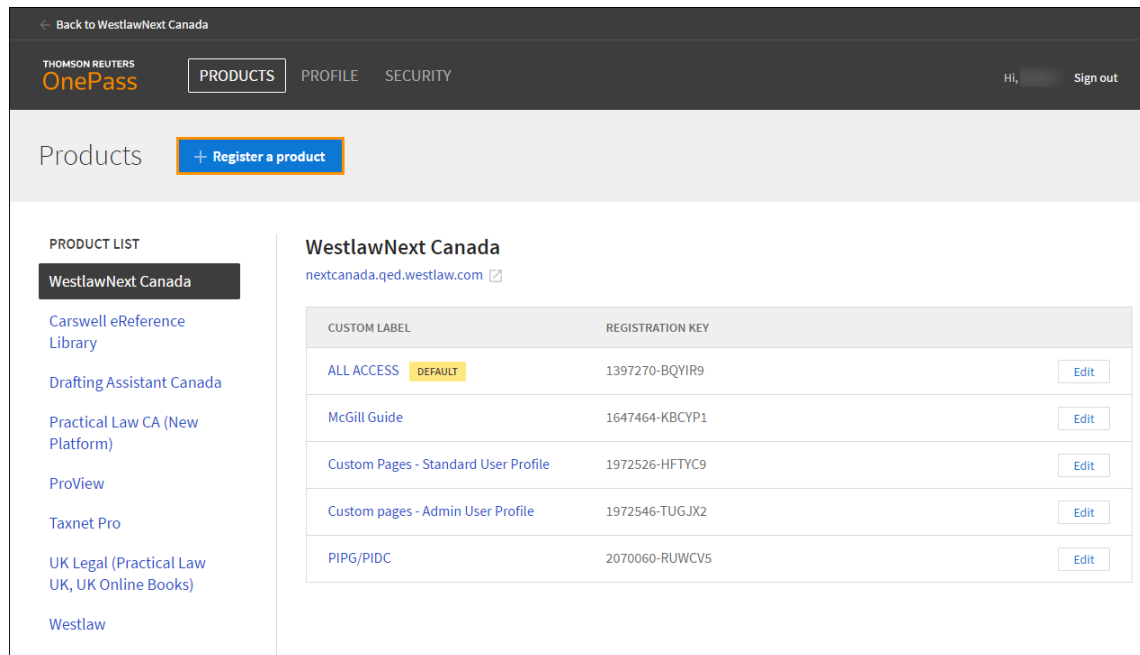 ← Back to WestlawNext Canada
THOMSON REUTERS
OnePass
PRODUCTS PROFILE SECURITY
Hi, Sign out
Products
+ Register a product
PRODUCT LIST
WestlawNext Canada
Carswell eReference
Library
Drafting Assistant Canada
Practical Law CA (New
Platform)
ProView
Taxnet Pro
UK Legal (Practical Law
UK, UK Online Books)
Westlaw
WestlawNext Canada
nextcanada.qed.westlaw.com
CUSTOM LABEL REGISTRATION KEY
ALL ACCESS DEFAULT 1397270-BQYIR9 Edit
McGill Guide 1647464-KBCYP1 Edit
Custom Pages - Standard User Profile 1972526-HFTYC9 Edit
Custom pages - Admin User Profile 1972546-TUGJX2 Edit
PIPG/PIDC 2070060-RUWCV5 Edit